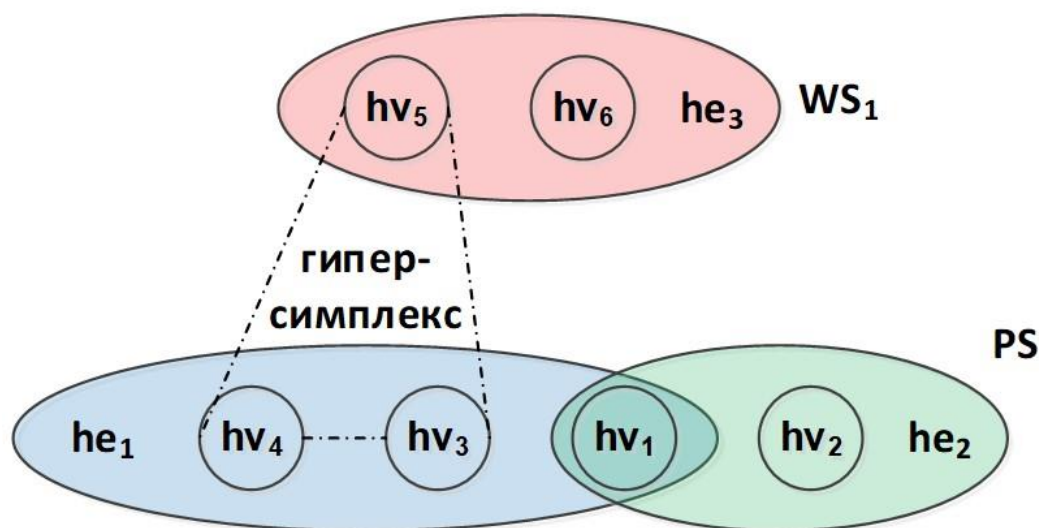 hv₅ hv₆ he₃ WS₁
гипер-
симплекс
PS
he₁ hv₄ hv₃ hv₁ hv₂ he₂